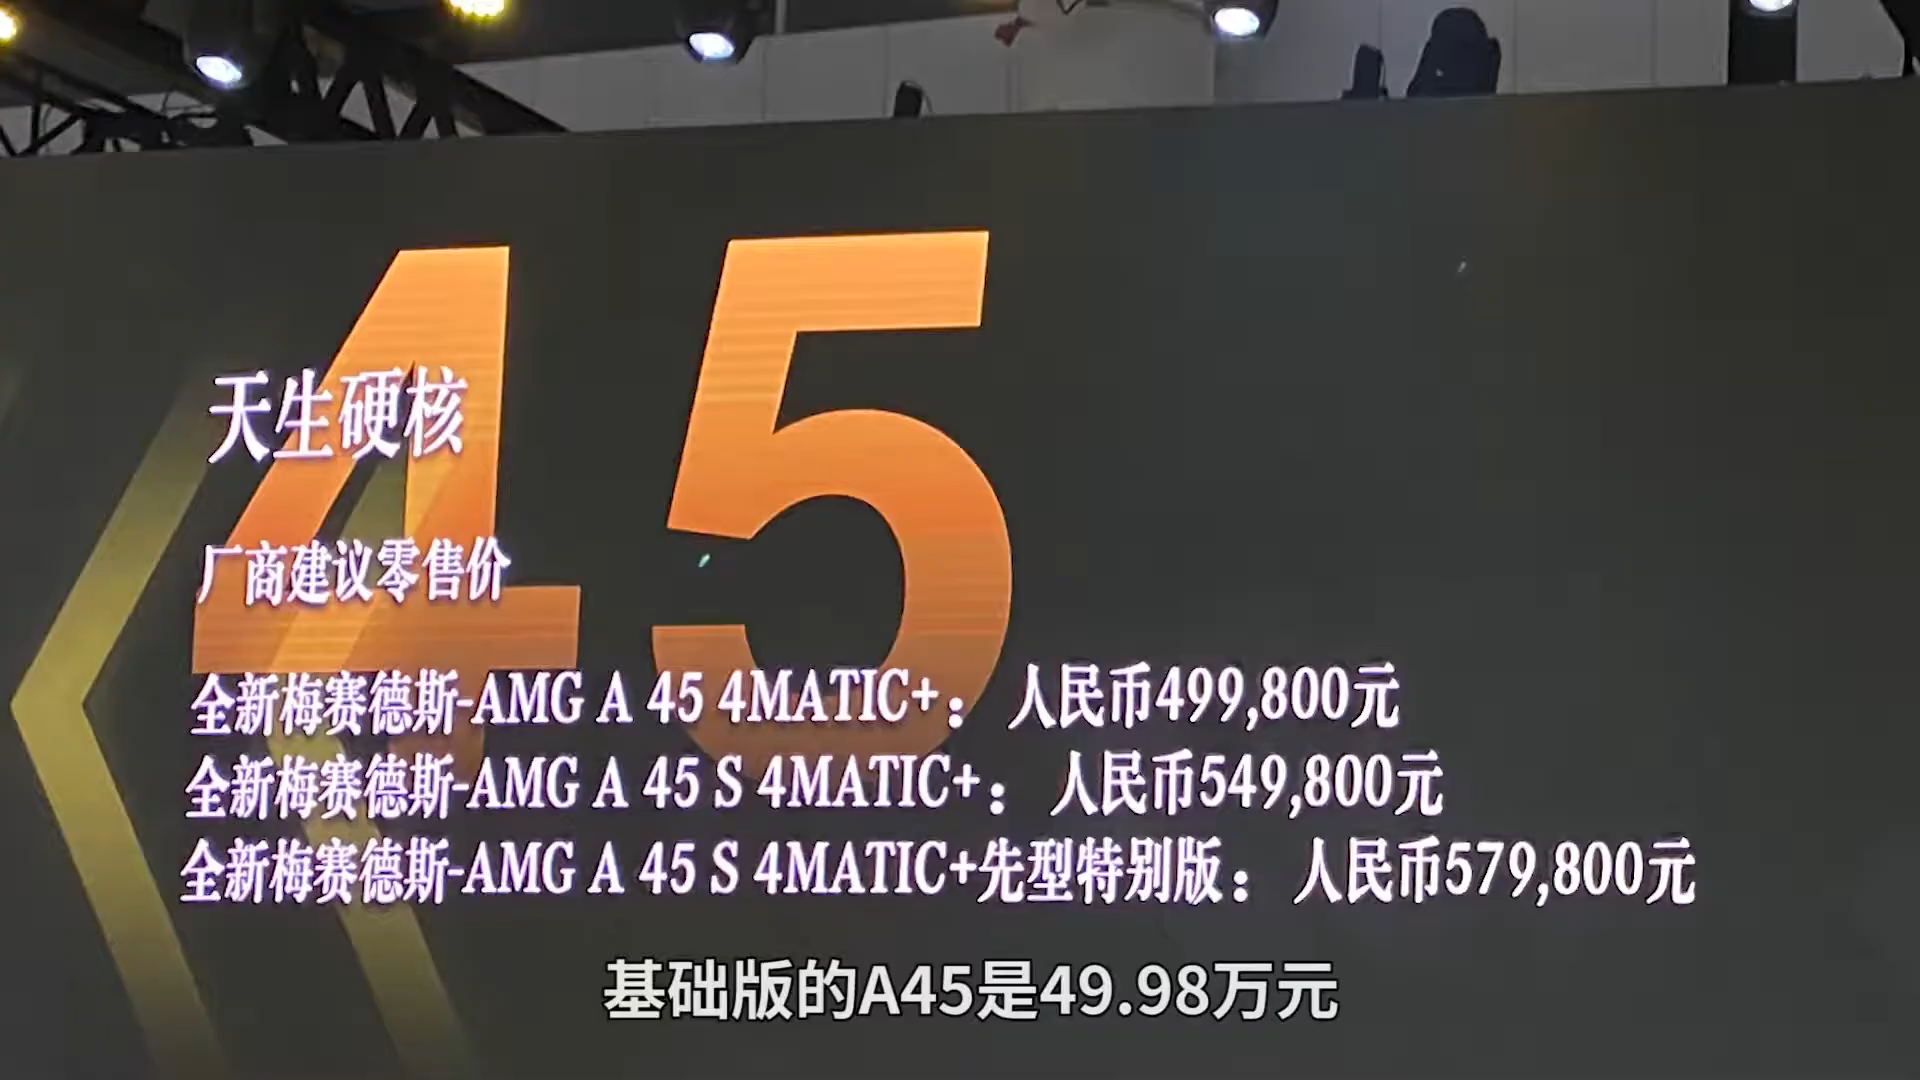 45
天生硬核
厂商建议零售价
全新梅赛德斯-AMG A 45 4MATIC+： 人民币499,800元
全新梅赛德斯-AMG A 45 S 4MATIC+： 人民币549,800元
全新梅赛德斯-AMG A 45 S 4MATIC+先型特别版： 人民币579,800元
基础版的A45是49.98万元